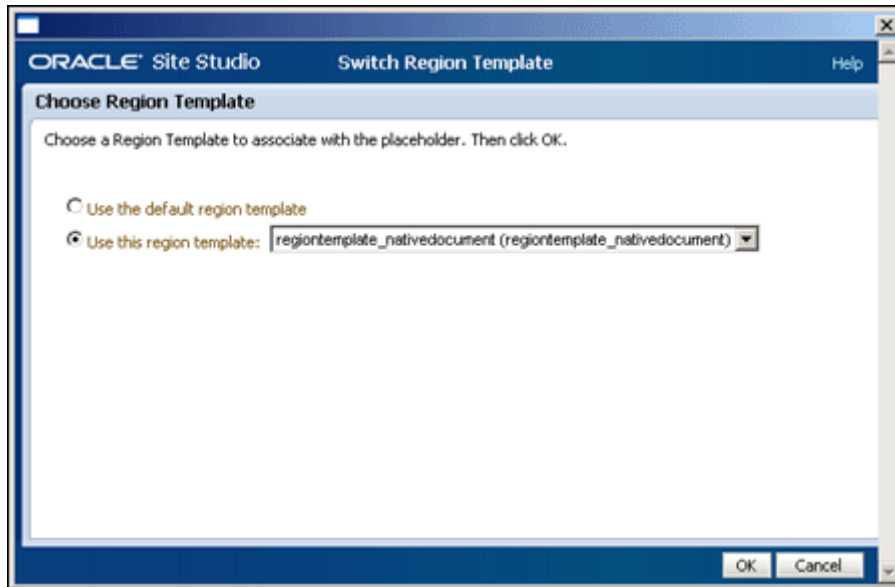 ORACLE® Site Studio Switch Region Template Help
Choose Region Template
Choose a Region Template to associate with the placeholder. Then click OK.
Use the default region template
Use this region template: regiontemplate_nativedocument (regiontemplate_nativedocument)
OK Cancel